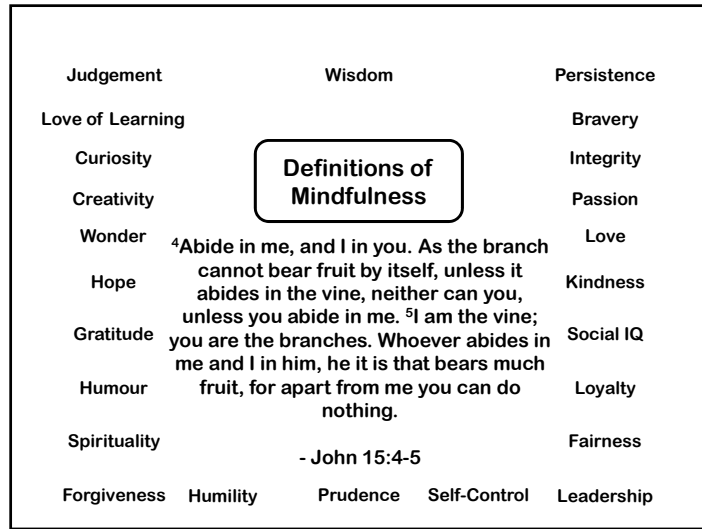 Judgement Wisdom Persistence
Love of Learning Bravery
Curiosity Integrity
Definitions of
Mindfulness
Creativity Passion
Wonder Love
⁴Abide in me, and I in you. As the branch
cannot bear fruit by itself, unless it
Hope Kindness
abides in the vine, neither can you,
unless you abide in me. ⁵I am the vine;
Gratitude Social IQ
you are the branches. Whoever abides in
me and I in him, he it is that bears much
Humour Loyalty
fruit, for apart from me you can do
nothing.
Spirituality Fairness
- John 15:4-5
Forgiveness Humility Prudence Self-Control Leadership